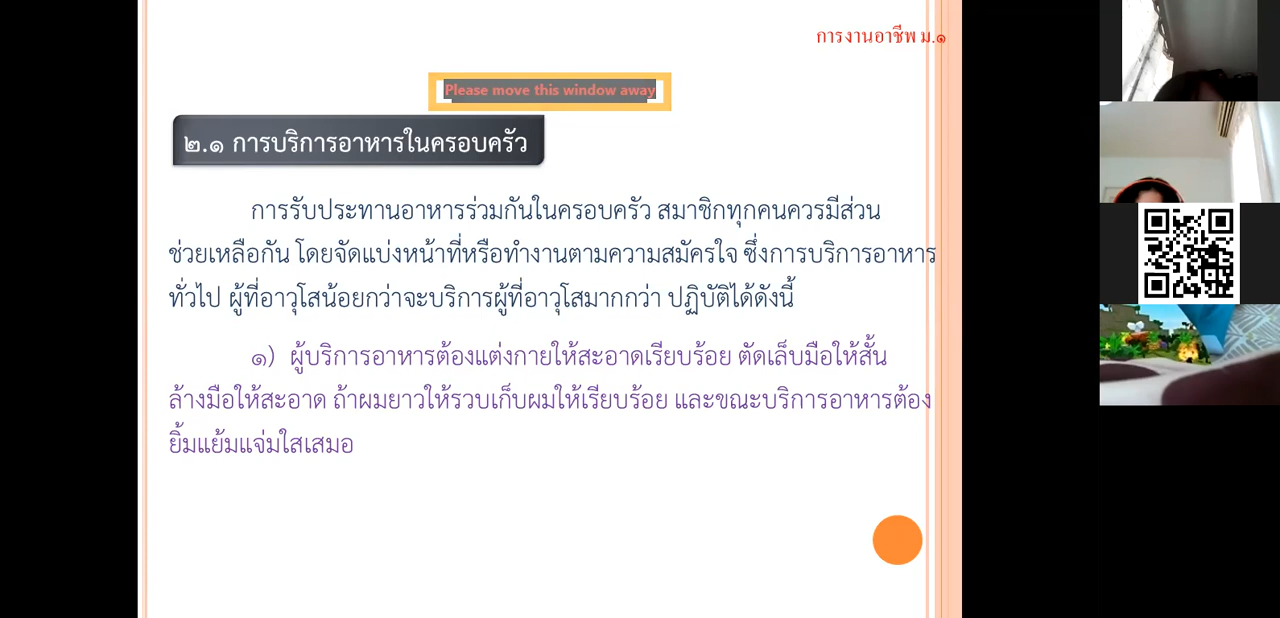 การงานอาชีพ ม.๑
Please move this window away
๒.๑ การบริการอาหารในครอบครัว
การรับประทานอาหารร่วมกันในครอบครัว สมาชิกทุกคนควรมีส่วน
ช่วยเหลือกัน โดยจัดแบ่งหน้าที่หรือทำงานตามความสมัครใจ ซึ่งการบริการอาหาร
ทั่วไป ผู้ที่อาวุโสน้อยกว่าจะบริการผู้ที่อาวุโสมากกว่า ปฏิบัติได้ดังนี้
๑) ผู้บริการอาหารต้องแต่งกายให้สะอาดเรียบร้อย ตัดเล็บมือให้สั้น
ล้างมือให้สะอาด ถ้าผมยาวให้รวบเก็บผมให้เรียบร้อย และขณะบริการอาหารต้อง
ยิ้มแย้มแจ่มใสเสมอ